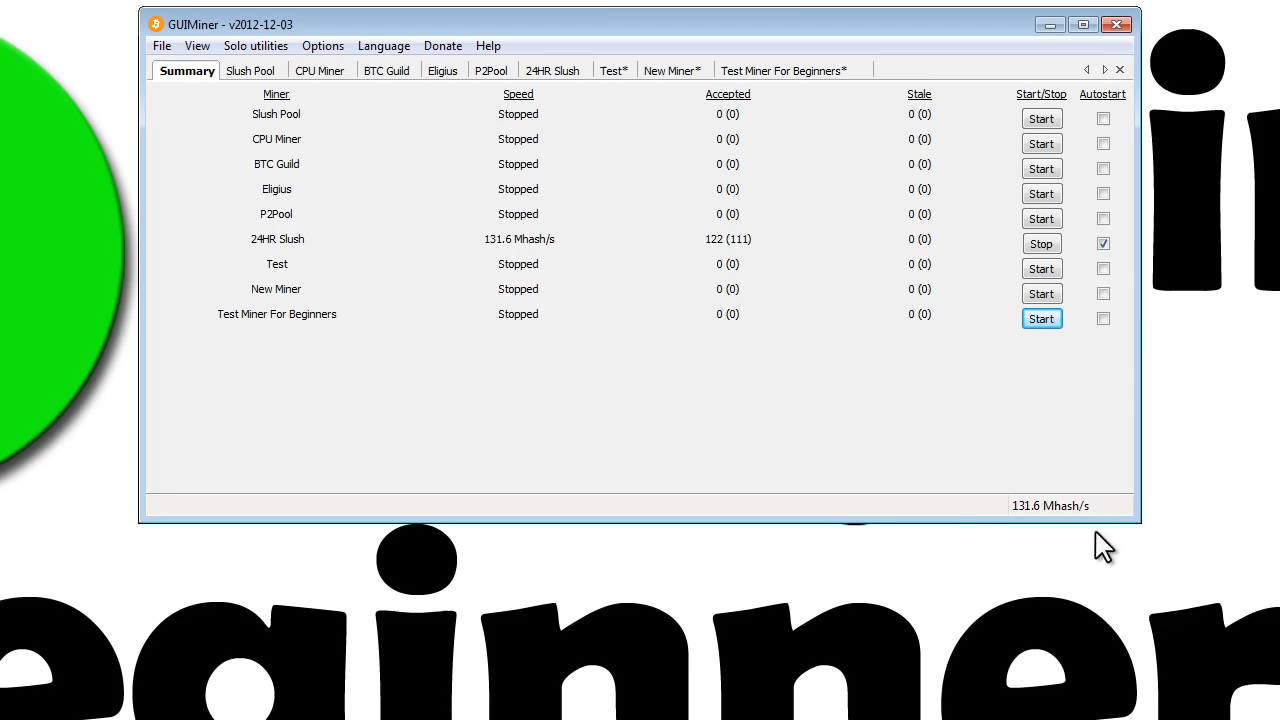 GUIMiner - v2012-12-03
File View Solo utilities Options Language Donate Help
Summary Slush Pool CPU Miner BTC Guild Eligius P2Pool 24HR Slush Test* New Miner* Test Miner For Beginners*
Miner Speed Accepted Stale Start/Stop Autostart
Slush Pool Stopped 0 (0) 0 (0) Start
CPU Miner Stopped 0 (0) 0 (0) Start
BTC Guild Stopped 0 (0) 0 (0) Start
Eligius Stopped 0 (0) 0 (0) Start
P2Pool Stopped 0 (0) 0 (0) Start
24HR Slush 131.6 Mhash/s 122 (111) 0 (0) Stop
Test Stopped 0 (0) 0 (0) Start
New Miner Stopped 0 (0) 0 (0) Start
Test Miner For Beginners Stopped 0 (0) 0 (0) Start
131.6 Mhash/s